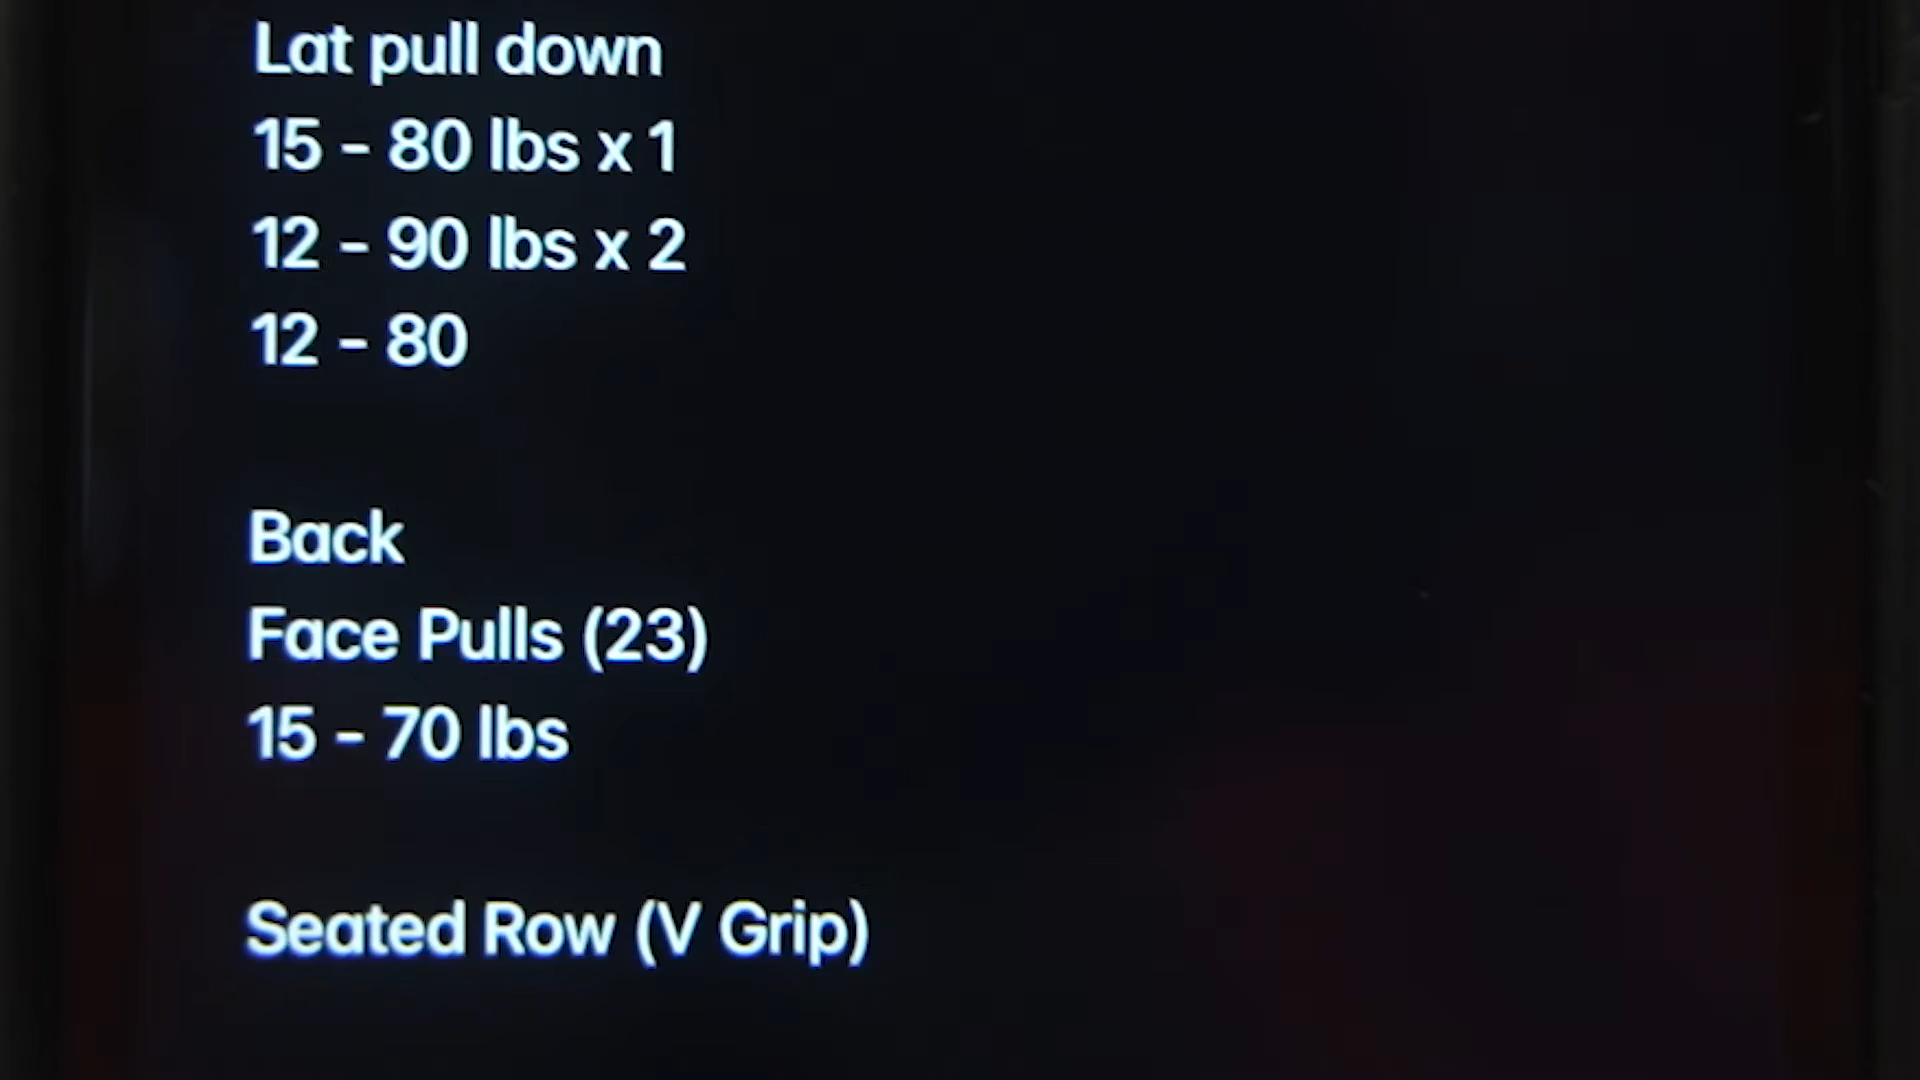 Lat pull down
15 - 80 lbs x 1
12 - 90 lbs x 2
12 - 80
Back
Face Pulls (23)
15 - 70 lbs
Seated Row (V Grip)